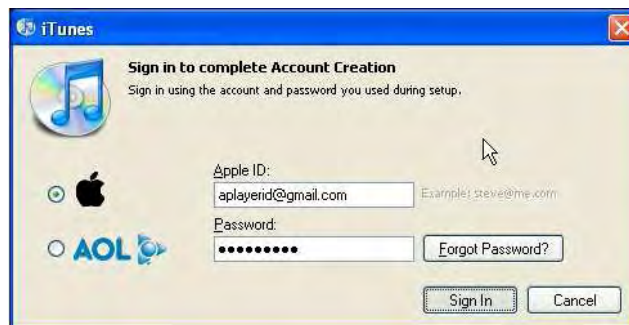 iTunes
Sign in to complete Account Creation
Sign in using the account and password you used during setup.
Apple ID:
aplayerid@gmail.com
Example: steve@me.com
Password:
●●●●●●●●●
Forgot Password?
AOL
Sign In
Cancel